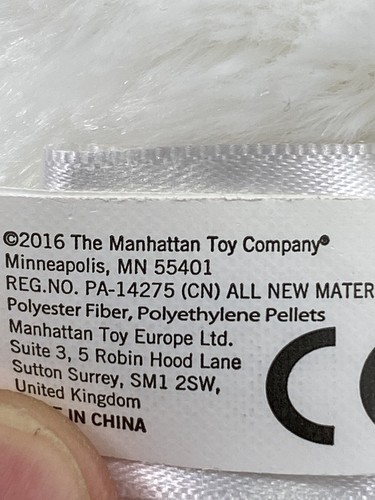 ©2016 The Manhattan Toy Company®
Minneapolis, MN 55401
REG.NO. PA-14275 (CN) ALL NEW MATER
Polyester Fiber, Polyethylene Pellets
Manhattan Toy Europe Ltd.
Suite 3, 5 Robin Hood Lane
Sutton Surrey, SM1 2SW,
United Kingdom
IN CHINA
C